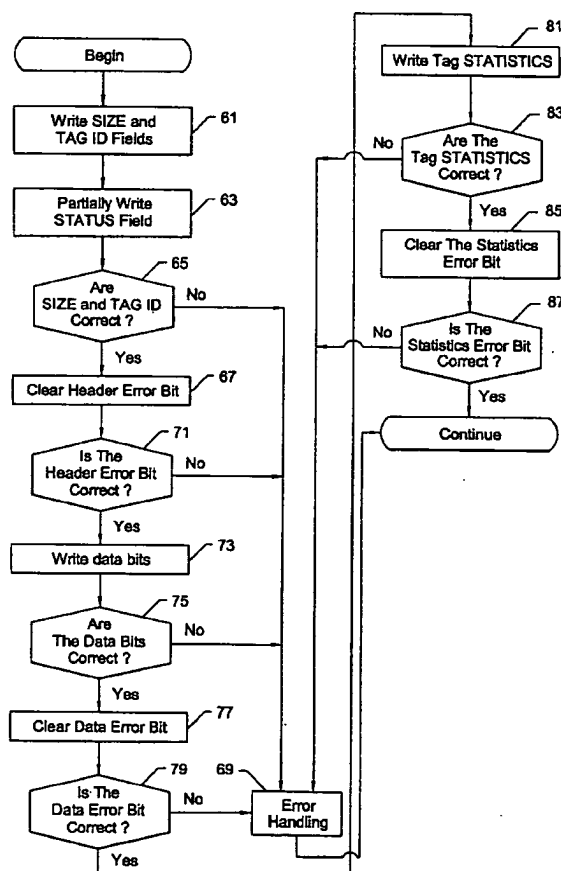 Begin
Write SIZE and
TAG ID Fields
61
Partially Write
STATUS Field
63
Are
SIZE and TAG ID
Correct ?
65
No
Yes
Clear Header Error Bit
67
Is The
Header Error Bit
Correct ?
71
No
Yes
Write data bits
73
Are
The Data Bits
Correct ?
75
No
Yes
Clear Data Error Bit
77
Is The
Data Error Bit
Correct ?
79
No
Yes
69
Error
Handling
Write Tag STATISTICS
81
Are The
Tag STATISTICS
Correct ?
83
No
Yes
Clear The Statistics
Error Bit
85
Is The
Statistics Error Bit
Correct ?
87
No
Yes
Continue